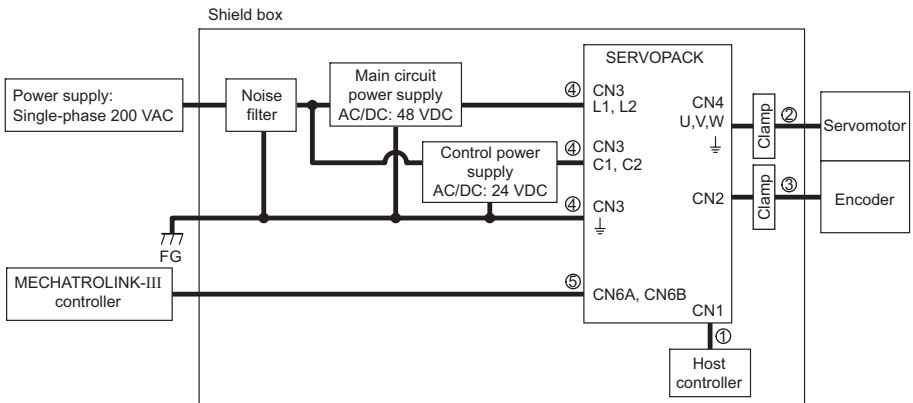 Shield box
Power supply:
Single-phase 200 VAC
Noise
filter
Main circuit
power supply
AC/DC: 48 VDC
Control power
supply
AC/DC: 24 VDC
FG
MECHATROLINK-III
controller
SERVOPACK
④
CN3
L1, L2
④
CN3
C1, C2
④
CN3
⑤
CN6A, CN6B
CN4
U,V,W
CN2
CN1
①
Host
controller
Clamp
②
Servomotor
Clamp
③
Encoder